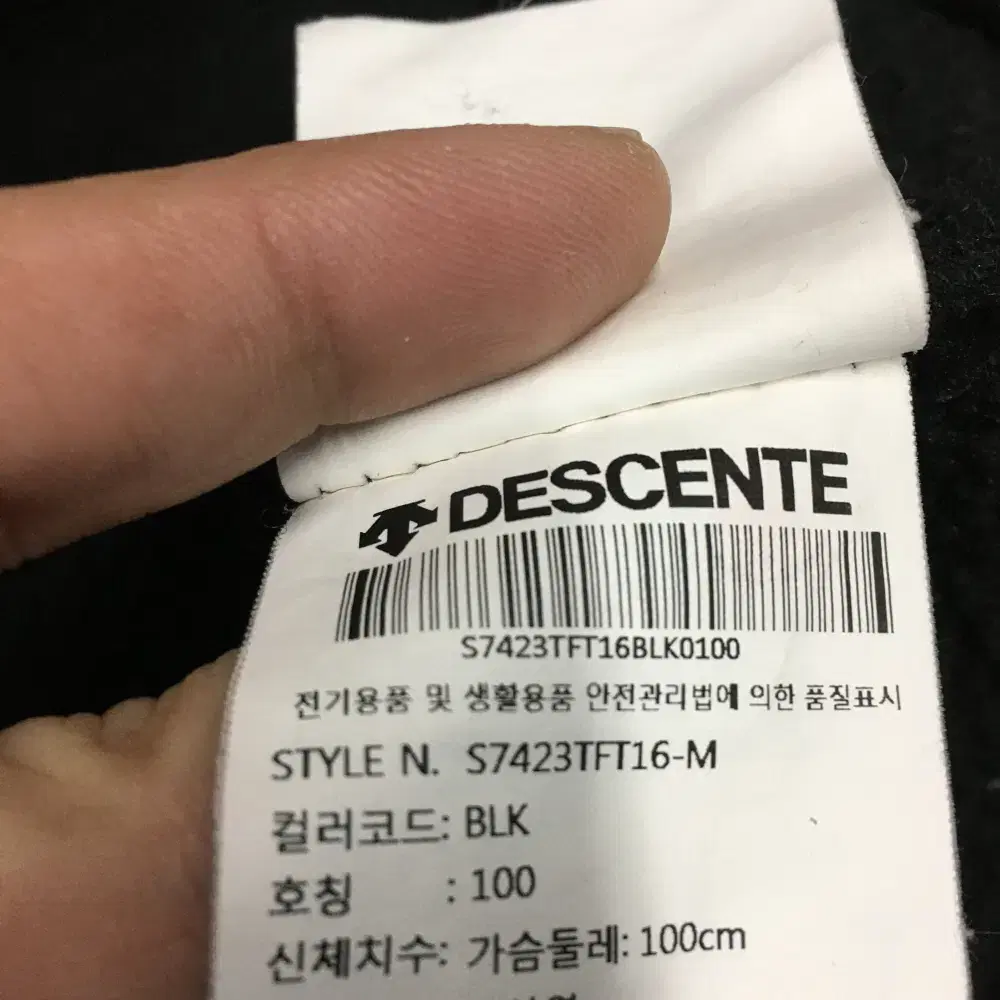 DESCENTE
S7423TFT16BLK0100
전기용품 및 생활용품 안전관리법에 의한 품질표시
STYLE N. S7423TFT16-M
컬러코드: BLK
호칭 : 100
신체치수: 가슴둘레: 100cm